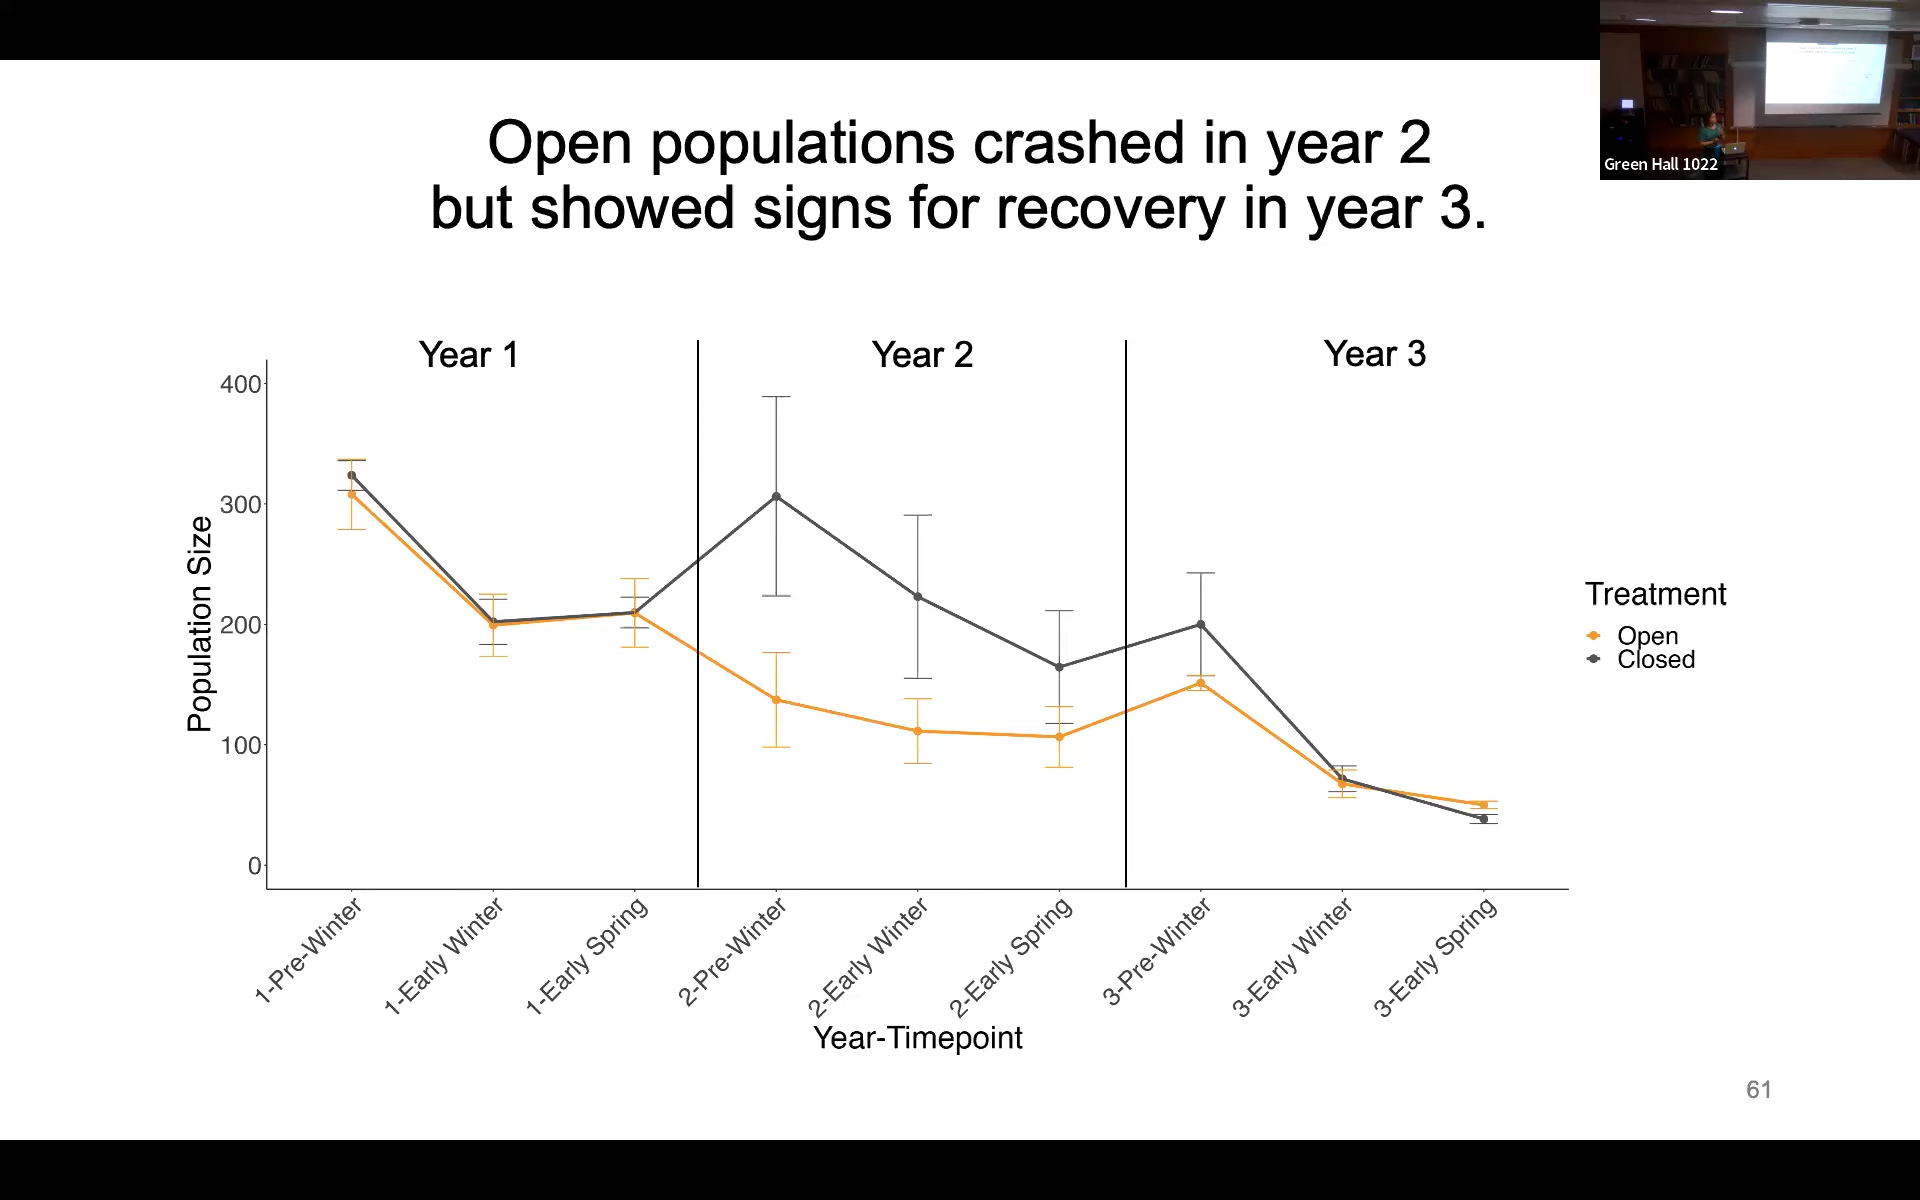 Open populations crashed in year 2
but showed signs for recovery in year 3.
Green Hall 1022
Year 1
Year 2
Year 3
400
300
200
100
0
Population Size
1-Pre-Winter
1-Early Winter
1-Early Spring
2-Pre-Winter
2-Early Winter
2-Early Spring
3-Pre-Winter
3-Early Winter
3-Early Spring
Year-Timepoint
Treatment
Open
Closed
61